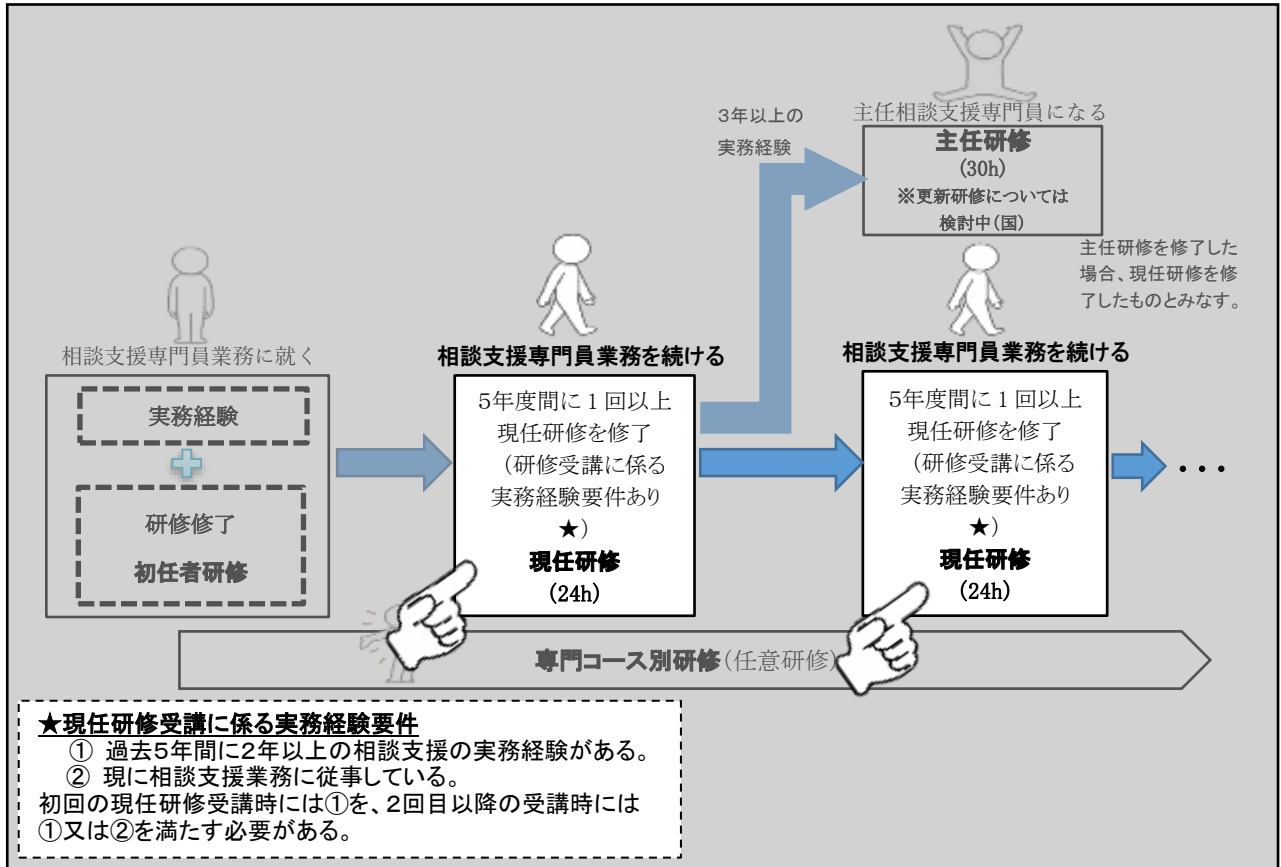 3年以上の
実務経験
主任相談支援専門員になる
主任研修
(30h)
※更新研修については
検討中(国)
主任研修を修了した
場合、現任研修を修
了したものとみなす。
相談支援専門員業務に就く
実務経験
研修修了
初任者研修
相談支援専門員業務を続ける
5年度間に1回以上
現任研修を修了
(研修受講に係る
実務経験要件あり
★)
現任研修
(24h)
相談支援専門員業務を続ける
5年度間に1回以上
現任研修を修了
(研修受講に係る
実務経験要件あり
★)
現任研修
(24h)
・・・
専門コース別研修(任意研修)
★現任研修受講に係る実務経験要件
① 過去5年間に2年以上の相談支援の実務経験がある。
② 現に相談支援業務に従事している。
初回の現任研修受講時には①を、2回目以降の受講時には
①又は②を満たす必要がある。